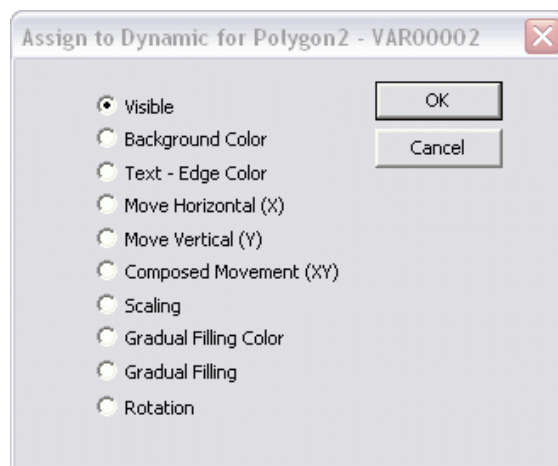 Assign to Dynamic for Polygon2 - VAR00002
Visible
OK
Background Color
Cancel
Text - Edge Color
Move Horizontal (X)
Move Vertical (Y)
Composed Movement (XY)
Scaling
Gradual Filling Color
Gradual Filling
Rotation